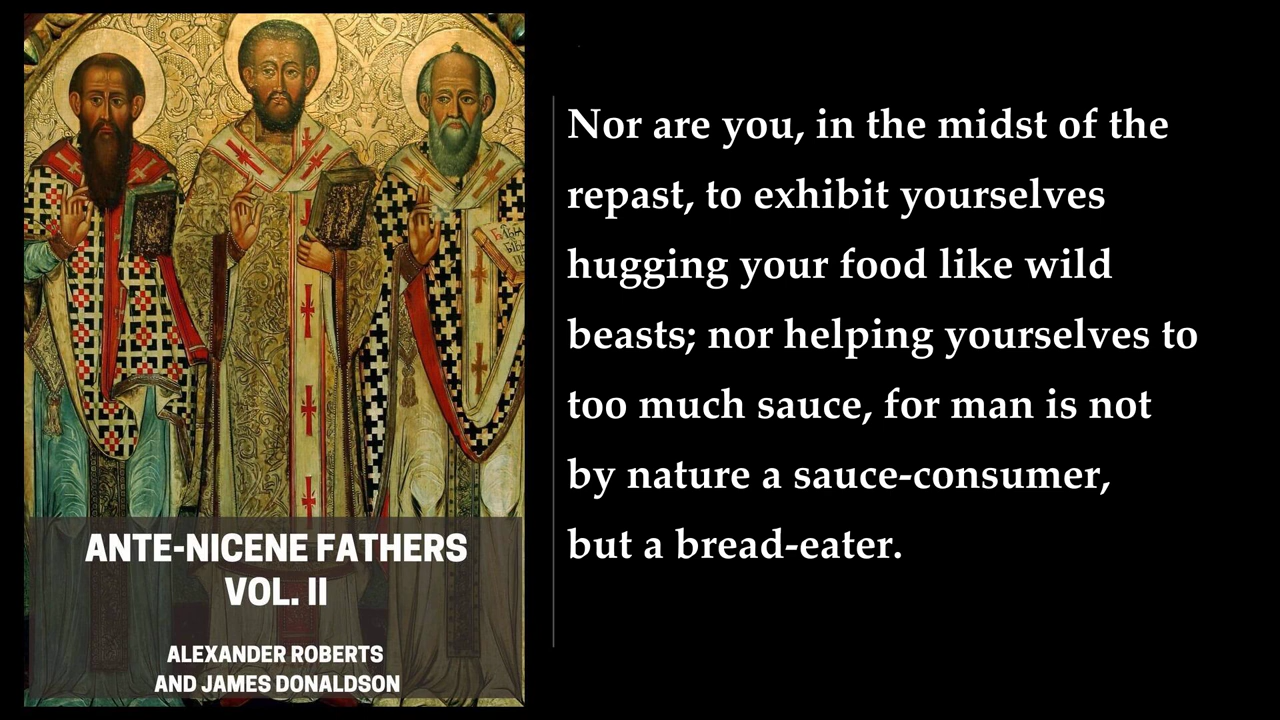 ANTE-NICENE FATHERS
VOL. II
ALEXANDER ROBERTS
AND JAMES DONALDSON
Nor are you, in the midst of the
repast, to exhibit yourselves
hugging your food like wild
beasts; nor helping yourselves to
too much sauce, for man is not
by nature a sauce-consumer,
but a bread-eater.